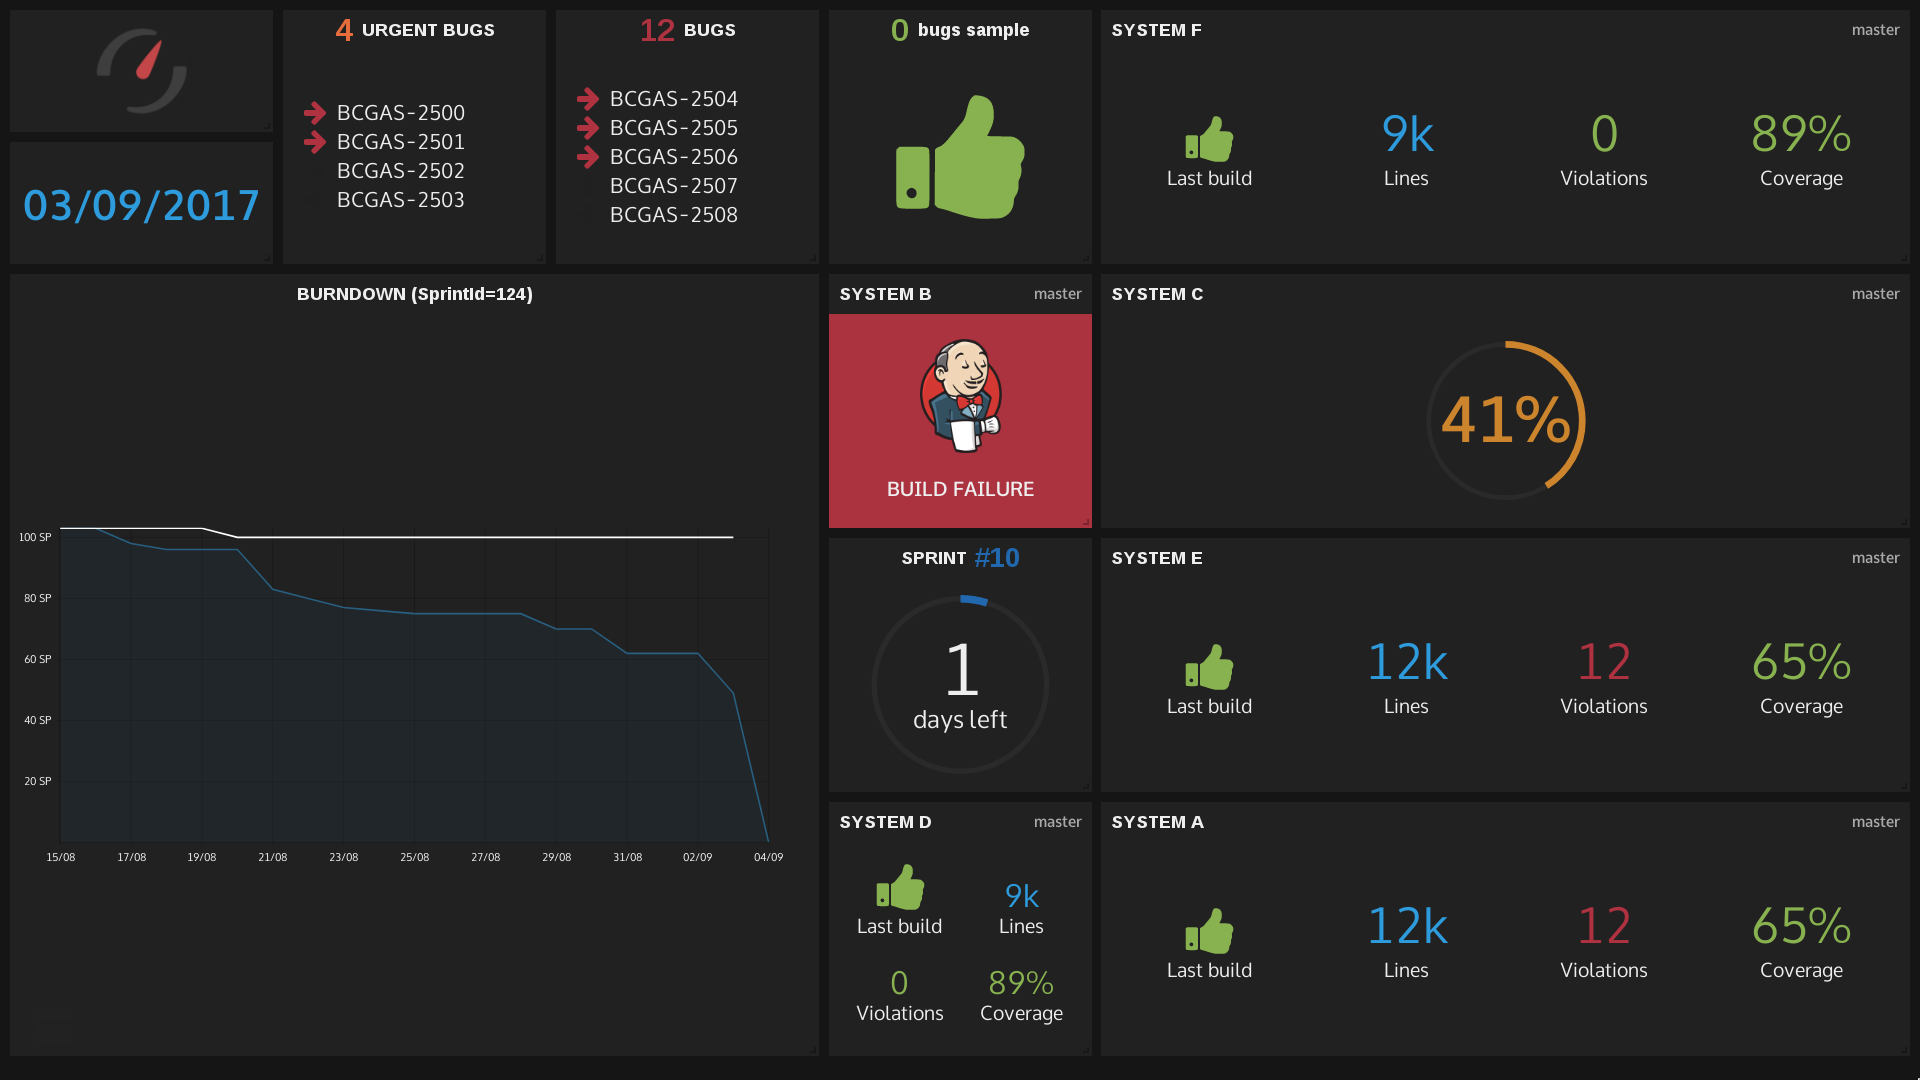 03/09/2017
4 URGENT BUGS
BCGAS-2500
BCGAS-2501
BCGAS-2502
BCGAS-2503
12 BUGS
BCGAS-2504
BCGAS-2505
BCGAS-2506
BCGAS-2507
BCGAS-2508
0 bugs sample
SYSTEM F master
9k 0 89%
Last build Lines Violations Coverage
BURNDOWN (SprintId=124)
100 SP
80 SP
60 SP
40 SP
20 SP
15/08 17/08 19/08 21/08 23/08 25/08 27/08 29/08 31/08 02/09 04/09
SYSTEM B master
BUILD FAILURE
SYSTEM C master
41%
SPRINT #10
1
days left
SYSTEM E master
12k 12 65%
Last build Lines Violations Coverage
SYSTEM D master
9k
Last build Lines
0 89%
Violations Coverage
SYSTEM A master
12k 12 65%
Last build Lines Violations Coverage